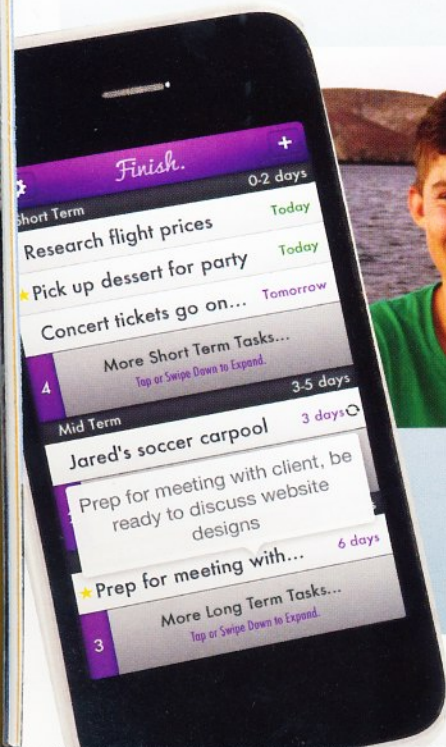 Finish.
+
Short Term 0-2 days
Research flight prices Today
Pick up dessert for party Today
Concert tickets go on... Tomorrow
4 More Short Term Tasks...
Tap or Swipe Down to Expand.
Mid Term 3-5 days
Jared's soccer carpool 3 days
Prep for meeting with client, be
ready to discuss website
designs
Prep for meeting with... 6 days
3 More Long Term Tasks...
Tap or Swipe Down to Expand.